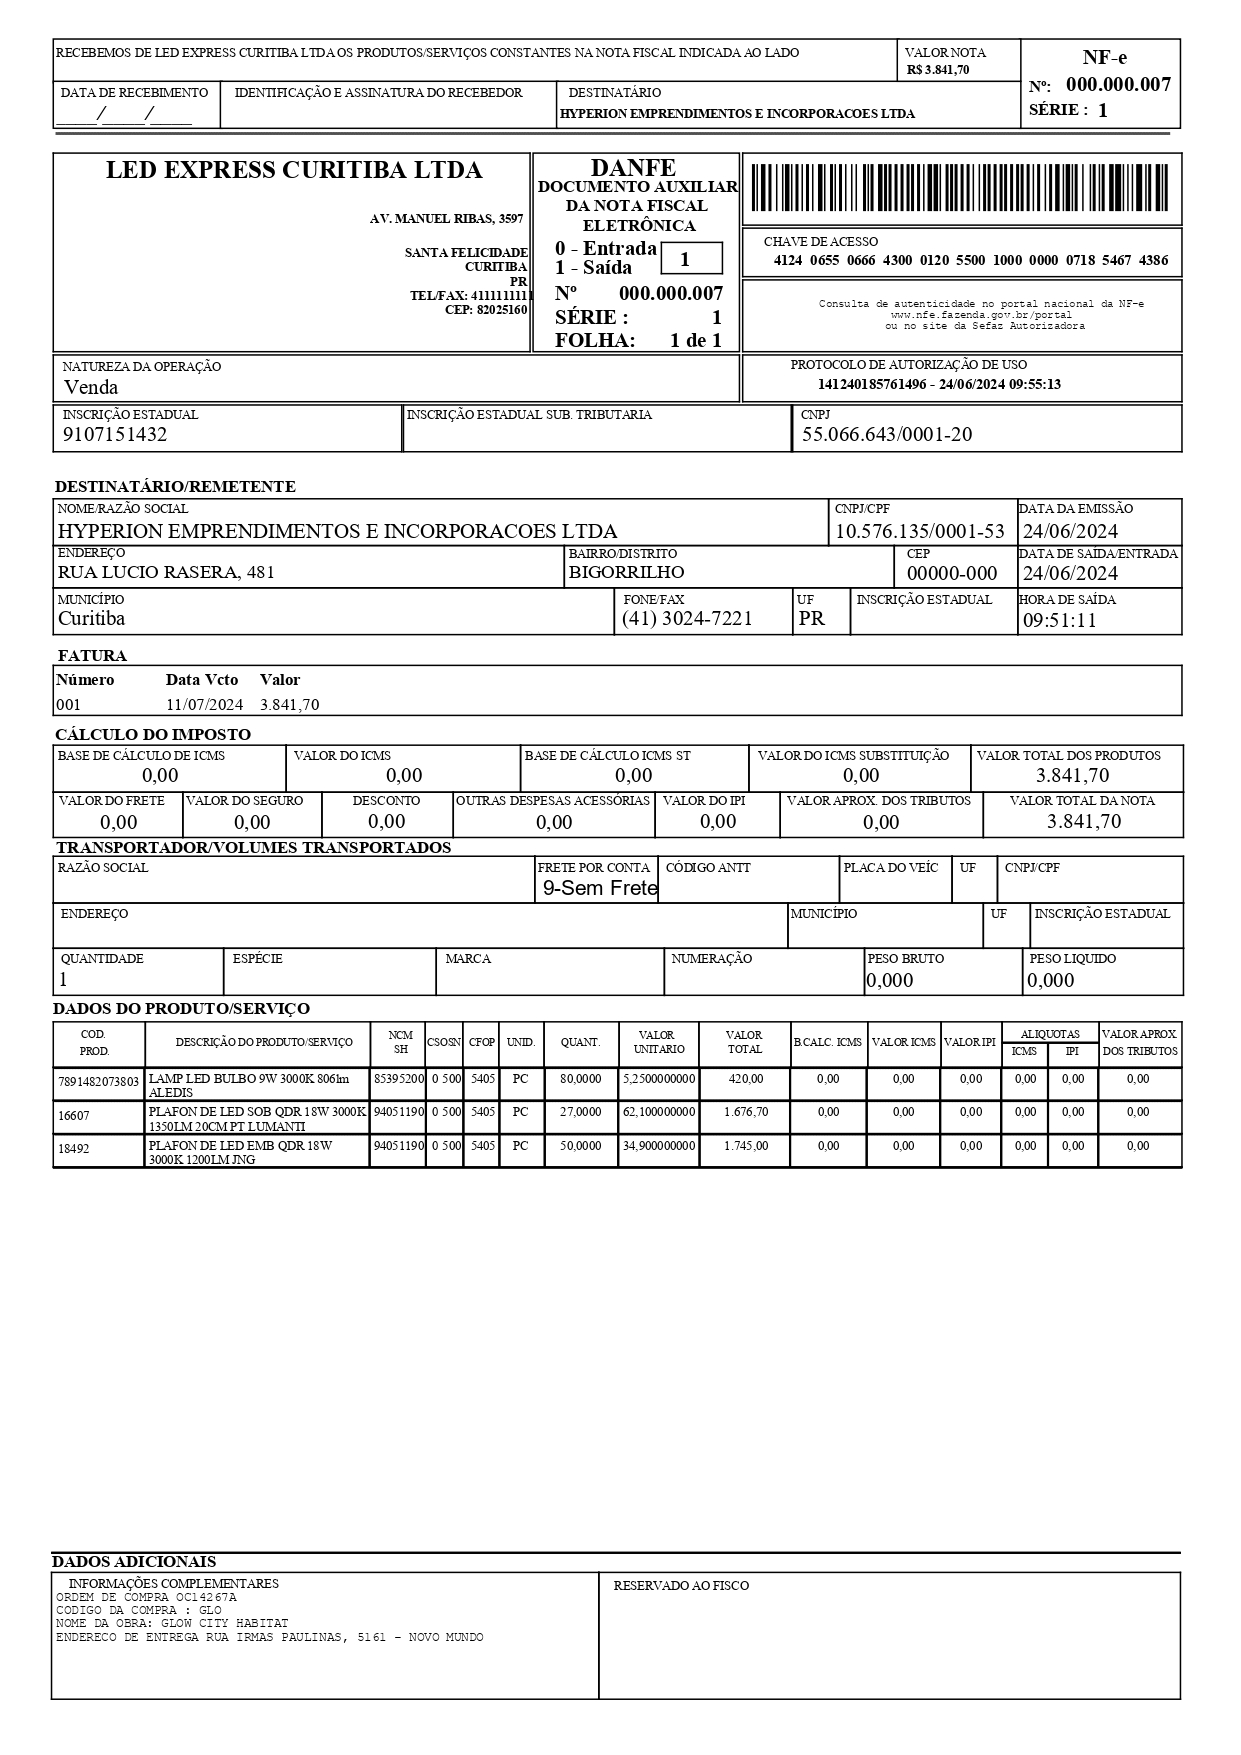 RECEBEMOS DE LED EXPRESS CURITIBA LTDA OS PRODUTOS/SERVIÇOS CONSTANTES NA NOTA FISCAL INDICADA AO LADO
VALOR NOTA
R$ 3.841,70
NF-e
Nº: 000.000.007
SÉRIE : 1
DATA DE RECEBIMENTO
____/____/____
IDENTIFICAÇÃO E ASSINATURA DO RECEBEDOR
DESTINATÁRIO
HYPERION EMPRENDIMENTOS E INCORPORACOES LTDA
LED EXPRESS CURITIBA LTDA
AV. MANUEL RIBAS, 3597
SANTA FELICIDADE
CURITIBA
PR
TEL/FAX: 4111111111
CEP: 82025160
DANFE
DOCUMENTO AUXILIAR
DA NOTA FISCAL
ELETRÔNICA
0 - Entrada
1 - Saída
1
Nº 000.000.007
SÉRIE : 1
FOLHA: 1 de 1
CHAVE DE ACESSO
4124 0655 0666 4300 0120 5500 1000 0000 0718 5467 4386
Consulta de autenticidade no portal nacional da NF-e
www.nfe.fazenda.gov.br/portal
ou no site da Sefaz Autorizadora
NATUREZA DA OPERAÇÃO
Venda
PROTOCOLO DE AUTORIZAÇÃO DE USO
141240185761496 - 24/06/2024 09:55:13
INSCRIÇÃO ESTADUAL
9107151432
INSCRIÇÃO ESTADUAL SUB. TRIBUTARIA
CNPJ
55.066.643/0001-20
DESTINATÁRIO/REMETENTE
NOME/RAZÃO SOCIAL
HYPERION EMPRENDIMENTOS E INCORPORACOES LTDA
CNPJ/CPF
10.576.135/0001-53
DATA DA EMISSÃO
24/06/2024
ENDEREÇO
RUA LUCIO RASERA, 481
BAIRRO/DISTRITO
BIGORRILHO
CEP
00000-000
DATA DE SAÍDA/ENTRADA
24/06/2024
MUNICÍPIO
Curitiba
FONE/FAX
(41) 3024-7221
UF
PR
INSCRIÇÃO ESTADUAL
HORA DE SAÍDA
09:51:11
FATURA
Número Data Vcto Valor
001 11/07/2024 3.841,70
CÁLCULO DO IMPOSTO
BASE DE CÁLCULO DE ICMS
0,00
VALOR DO ICMS
0,00
BASE DE CÁLCULO ICMS ST
0,00
VALOR DO ICMS SUBSTITUIÇÃO
0,00
VALOR TOTAL DOS PRODUTOS
3.841,70
VALOR DO FRETE
0,00
VALOR DO SEGURO
0,00
DESCONTO
0,00
OUTRAS DESPESAS ACESSÓRIAS
0,00
VALOR DO IPI
0,00
VALOR APROX. DOS TRIBUTOS
0,00
VALOR TOTAL DA NOTA
3.841,70
TRANSPORTADOR/VOLUMES TRANSPORTADOS
RAZÃO SOCIAL
FRETE POR CONTA
9-Sem Frete
CÓDIGO ANTT
PLACA DO VEÍC
UF
CNPJ/CPF
ENDEREÇO
MUNICÍPIO
UF
INSCRIÇÃO ESTADUAL
QUANTIDADE
1
ESPÉCIE
MARCA
NUMERAÇÃO
PESO BRUTO
0,000
PESO LIQUIDO
0,000
DADOS DO PRODUTO/SERVIÇO
COD. PROD. DESCRIÇÃO DO PRODUTO/SERVIÇO NCM SH CSOSN CFOP UNID. QUANT. VALOR UNITARIO VALOR TOTAL B.CALC. ICMS VALOR ICMS VALOR IPI ALIQUOTAS ICMS IPI VALOR APROX. DOS TRIBUTOS
7891482073803 LAMP LED BULBO 9W 3000K 806lm 85395200 0 500 5405 PC 80,0000 5,2500000000 420,00 0,00 0,00 0,00 0,00 0,00 0,00
ALEDIS
16607 PLAFON DE LED SOB QDR 18W 3000K 94051190 0 500 5405 PC 27,0000 62,100000000 1.676,70 0,00 0,00 0,00 0,00 0,00 0,00
1350LM 20CM PT LUMANTI
18492 PLAFON DE LED EMB QDR 18W 94051190 0 500 5405 PC 50,0000 34,900000000 1.745,00 0,00 0,00 0,00 0,00 0,00 0,00
3000K 1200LM JNG
DADOS ADICIONAIS
INFORMAÇÕES COMPLEMENTARES
ORDEM DE COMPRA OC14267A
CODIGO DA COMPRA : GLO
NOME DA OBRA: GLOW CITY HABITAT
ENDERECO DE ENTREGA RUA IRMAS PAULINAS, 5161 - NOVO MUNDO
RESERVADO AO FISCO